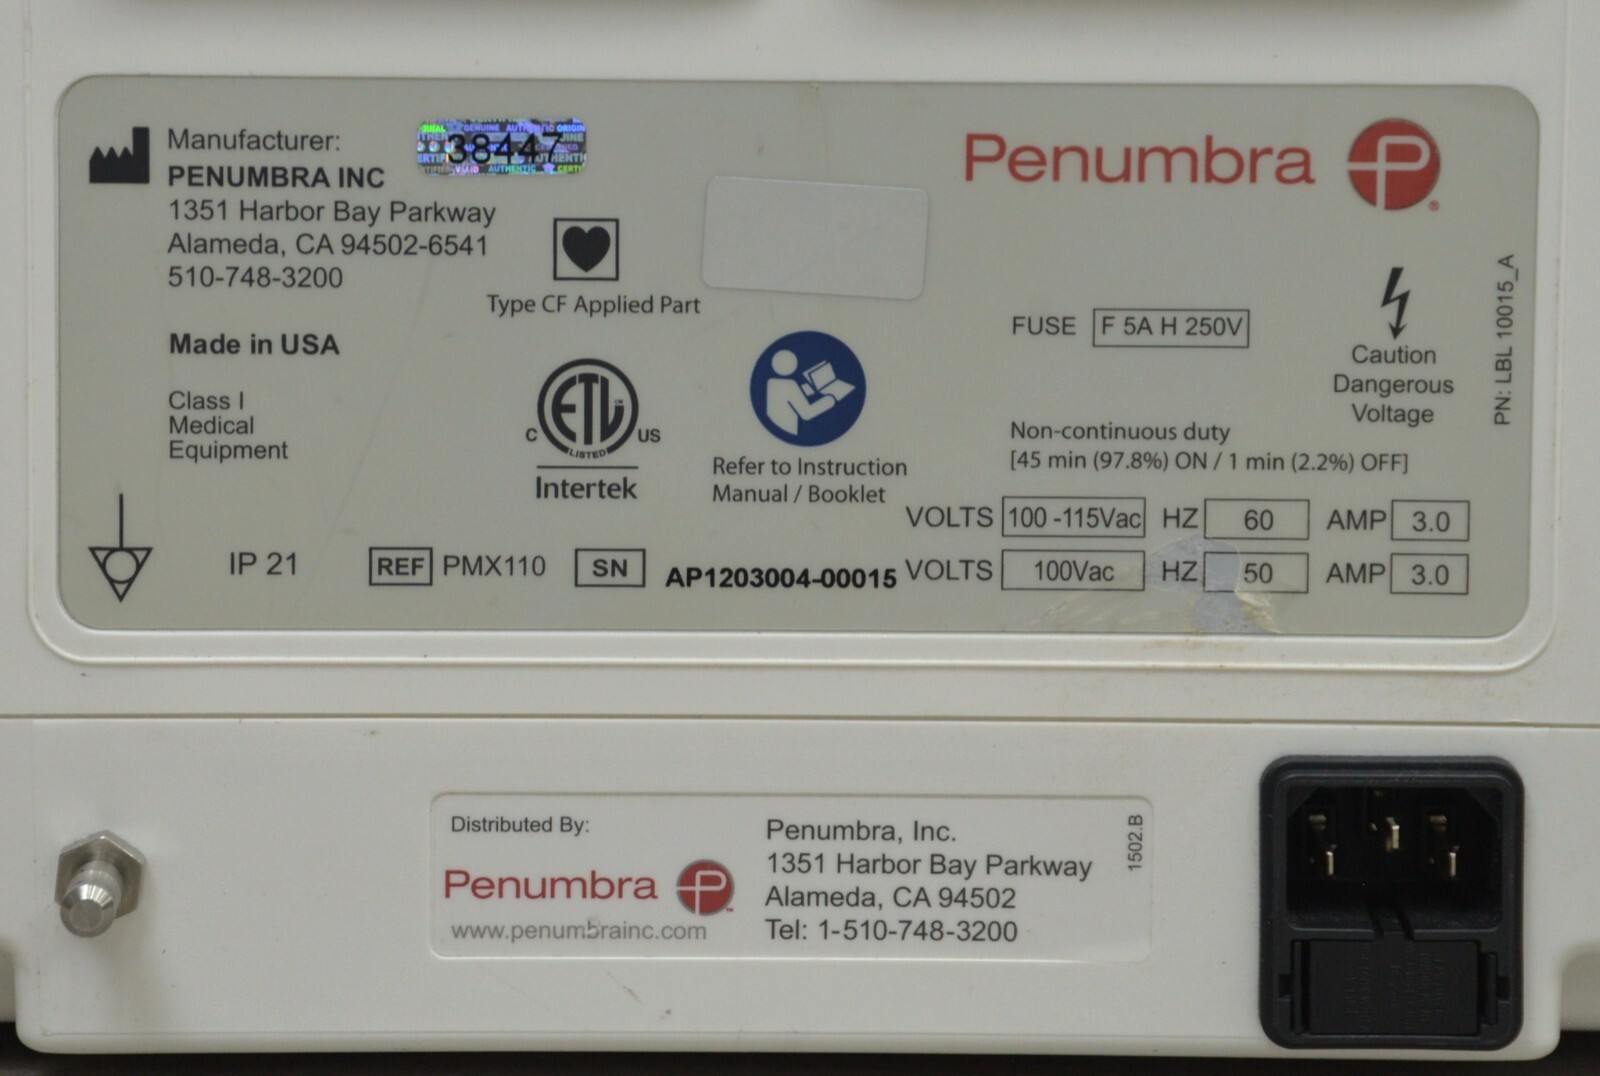 Manufacturer:
PENUMBRA INC
1351 Harbor Bay Parkway
Alameda, CA 94502-6541
510-748-3200
Made in USA
Class I
Medical
Equipment
IP 21
38447
Type CF Applied Part
ETL
C US
LISTED
Intertek
REF PMX110 SN AP1203004-00015
Refer to Instruction
Manual / Booklet
Penumbra P ®
FUSE F 5A H 250V
Caution
Dangerous
Voltage
PN: LBL 10015_A
Non-continuous duty
[45 min (97.8%) ON / 1 min (2.2%) OFF]
VOLTS 100 -115Vac HZ 60 AMP 3.0
VOLTS 100Vac HZ 50 AMP 3.0
Distributed By:
Penumbra P ™
www.penumbrainc.com
Penumbra, Inc.
1351 Harbor Bay Parkway
Alameda, CA 94502
Tel: 1-510-748-3200
1502.B